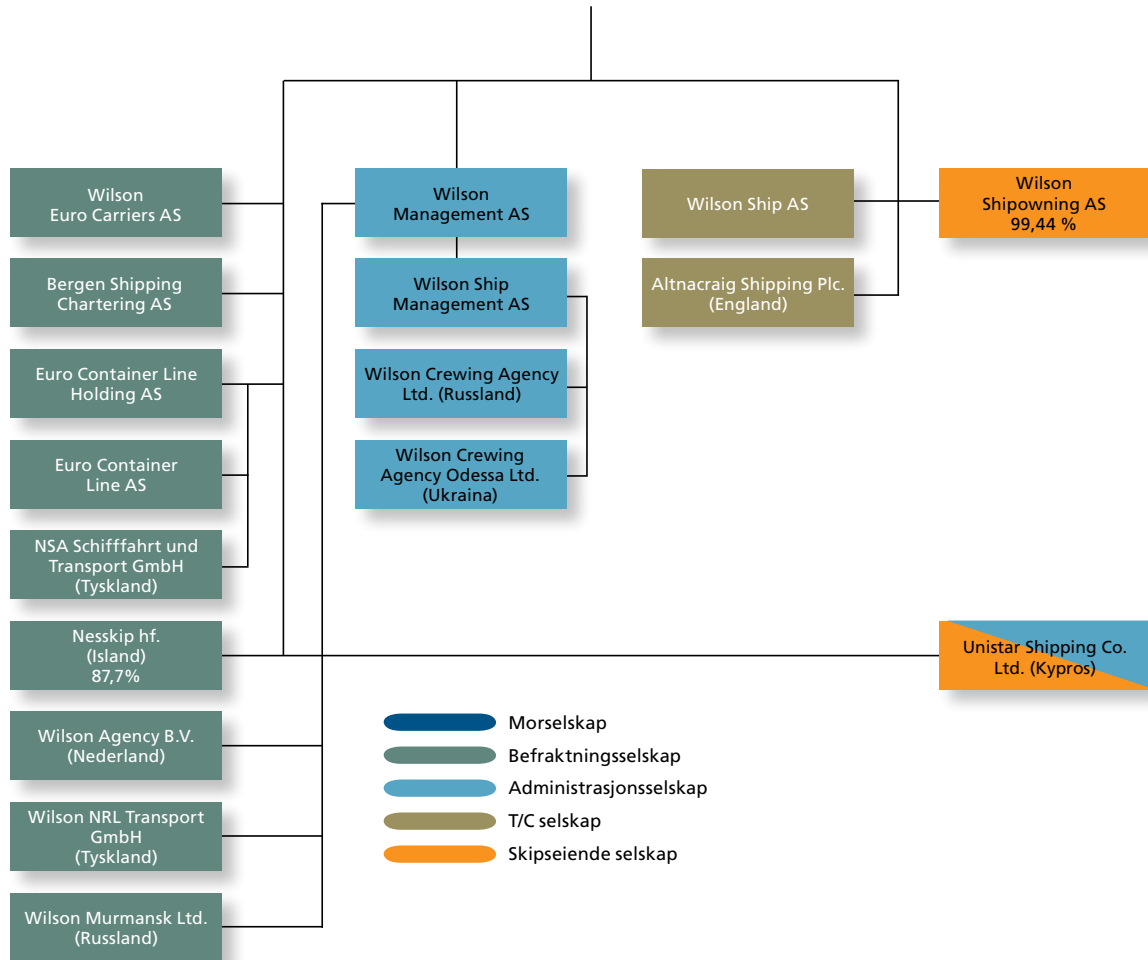 Wilson
Euro Carriers AS
Bergen Shipping
Chartering AS
Euro Container Line
Holding AS
Euro Container
Line AS
NSA Schifffahrt und
Transport GmbH
(Tyskland)
Nesskip hf.
(Island)
87,7%
Wilson Agency B.V.
(Nederland)
Wilson NRL Transport
GmbH
(Tyskland)
Wilson Murmansk Ltd.
(Russland)
Wilson
Management AS
Wilson Ship
Management AS
Wilson Crewing Agency
Ltd. (Russland)
Wilson Crewing
Agency Odessa Ltd.
(Ukraina)
Wilson Ship AS
Altnacraig Shipping Plc.
(England)
Wilson
Shipowning AS
99,44 %
Unistar Shipping Co.
Ltd. (Kypros)
Morselskap
Befraktningsselskap
Administrasjonsselskap
T/C selskap
Skipseiende selskap